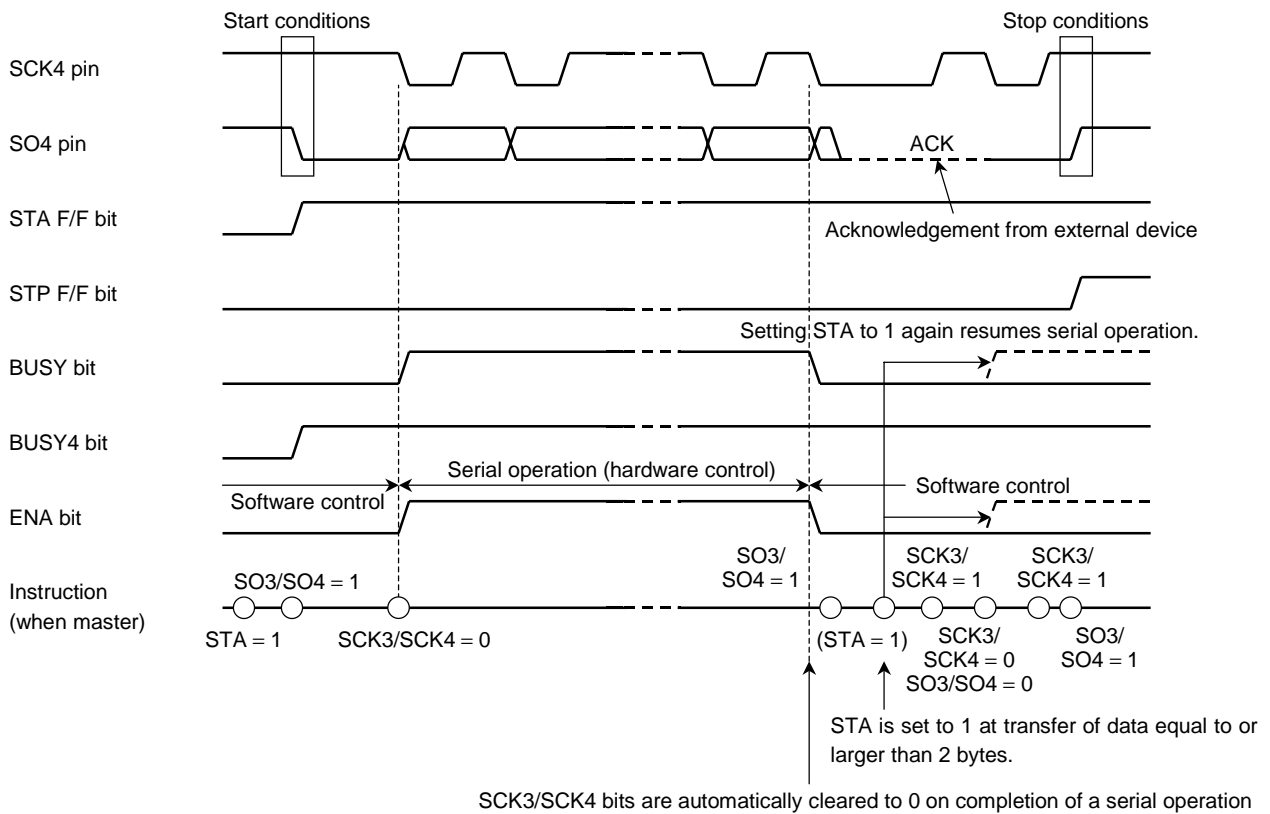 Start conditions
Stop conditions
SCK4 pin
SO4 pin
ACK
STA F/F bit
Acknowledgement from external device
STP F/F bit
Setting STA to 1 again resumes serial operation.
BUSY bit
BUSY4 bit
Serial operation (hardware control)
Software control
Software control
ENA bit
Instruction
(when master)
SO3/SO4 = 1
STA = 1
SCK3/SCK4 = 0
SO3/
SO4 = 1
(STA = 1)
SCK3/
SCK4 = 1
SCK3/
SCK4 = 0
SO3/SO4 = 0
SCK3/
SCK4 = 1
SO3/
SO4 = 1
STA is set to 1 at transfer of data equal to or
larger than 2 bytes.
SCK3/SCK4 bits are automatically cleared to 0 on completion of a serial operation